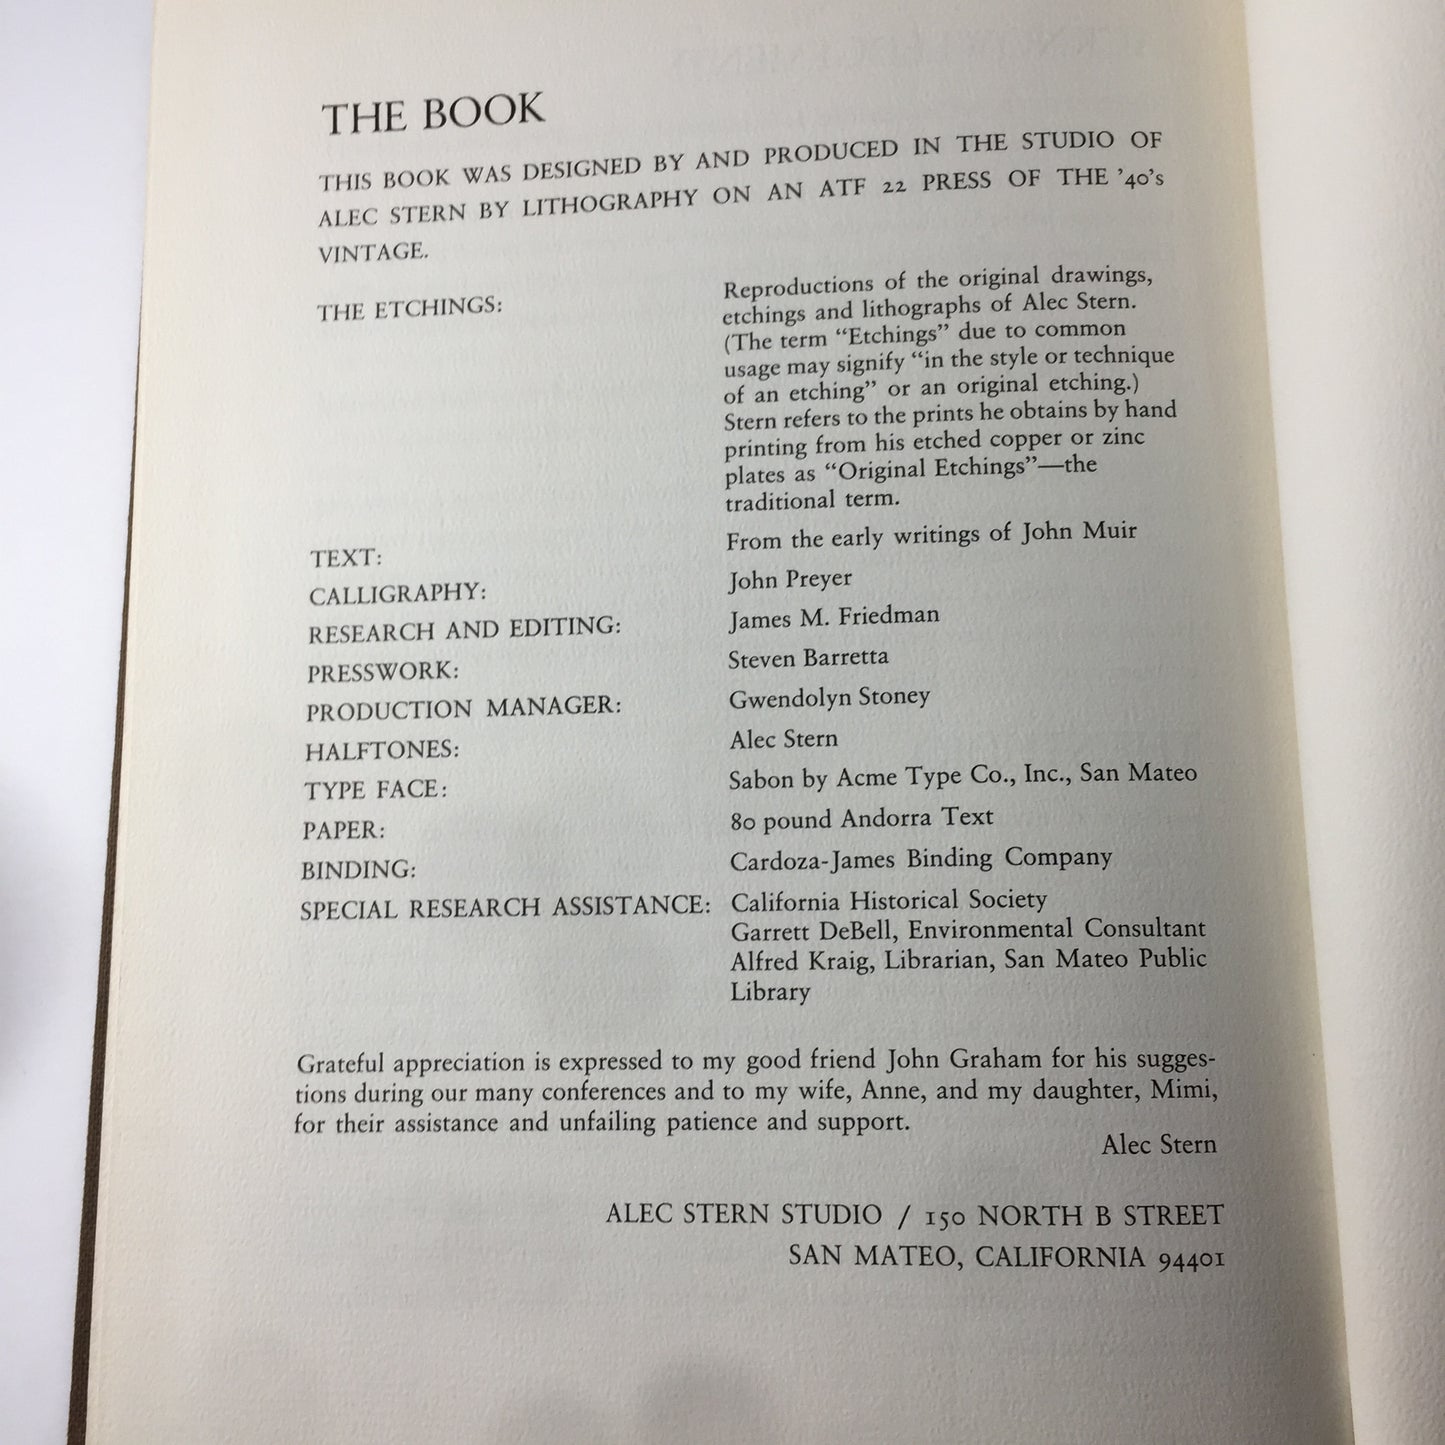 THE BOOK
THIS BOOK WAS DESIGNED BY AND PRODUCED IN THE STUDIO OF
ALEC STERN BY LITHOGRAPHY ON AN ATF 22 PRESS OF THE '40's
VINTAGE.
THE ETCHINGS: Reproductions of the original drawings,
etchings and lithographs of Alec Stern.
(The term “Etchings” due to common
usage may signify “in the style or technique
of an etching” or an original etching.)
Stern refers to the prints he obtains by hand
printing from his etched copper or zinc
plates as “Original Etchings”—the
traditional term.
TEXT: From the early writings of John Muir
CALLIGRAPHY: John Preyer
RESEARCH AND EDITING: James M. Friedman
PRESSWORK: Steven Barretta
PRODUCTION MANAGER: Gwendolyn Stoney
HALFTONES: Alec Stern
TYPE FACE: Sabon by Acme Type Co., Inc., San Mateo
PAPER: 80 pound Andorra Text
BINDING: Cardoza-James Binding Company
SPECIAL RESEARCH ASSISTANCE: California Historical Society
Garrett DeBell, Environmental Consultant
Alfred Kraig, Librarian, San Mateo Public
Library
Grateful appreciation is expressed to my good friend John Graham for his sugges-
tions during our many conferences and to my wife, Anne, and my daughter, Mimi,
for their assistance and unfailing patience and support.
Alec Stern
ALEC STERN STUDIO / 150 NORTH B STREET
SAN MATEO, CALIFORNIA 94401